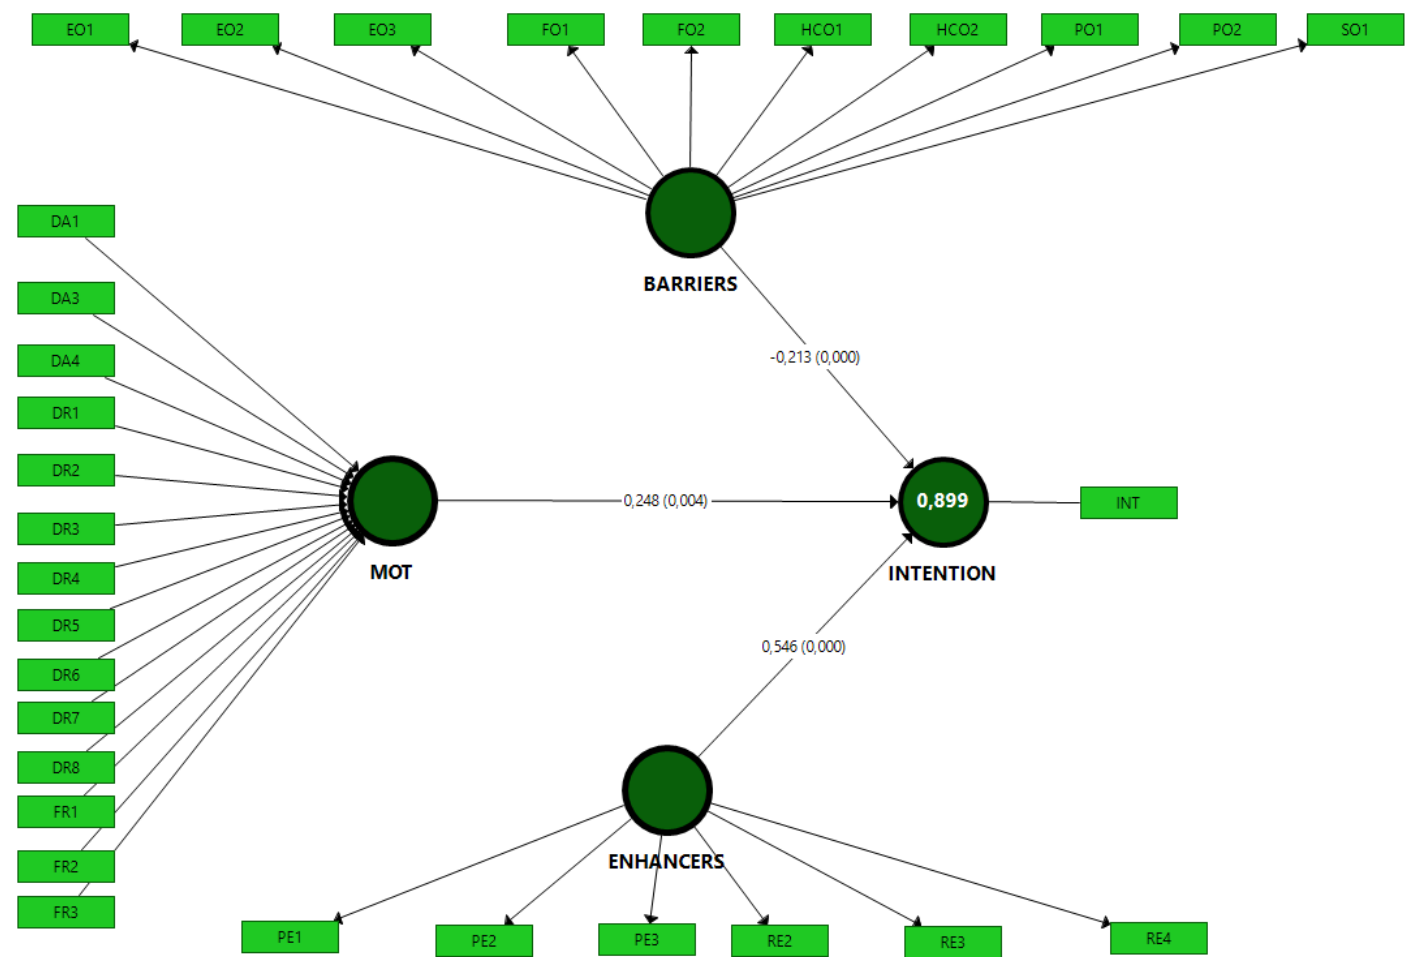 EO1
EO2
EO3
FO1
FO2
HCO1
HCO2
PO1
PO2
SO1
DA1
DA3
DA4
DR1
DR2
DR3
DR4
DR5
DR6
DR7
DR8
FR1
FR2
FR3
BARRIERS
-0,213 (0,000)
MOT
0,248 (0,004)
0,899
INTENTION
INT
0,546 (0,000)
ENHANCERS
PE1
PE2
PE3
RE2
RE3
RE4